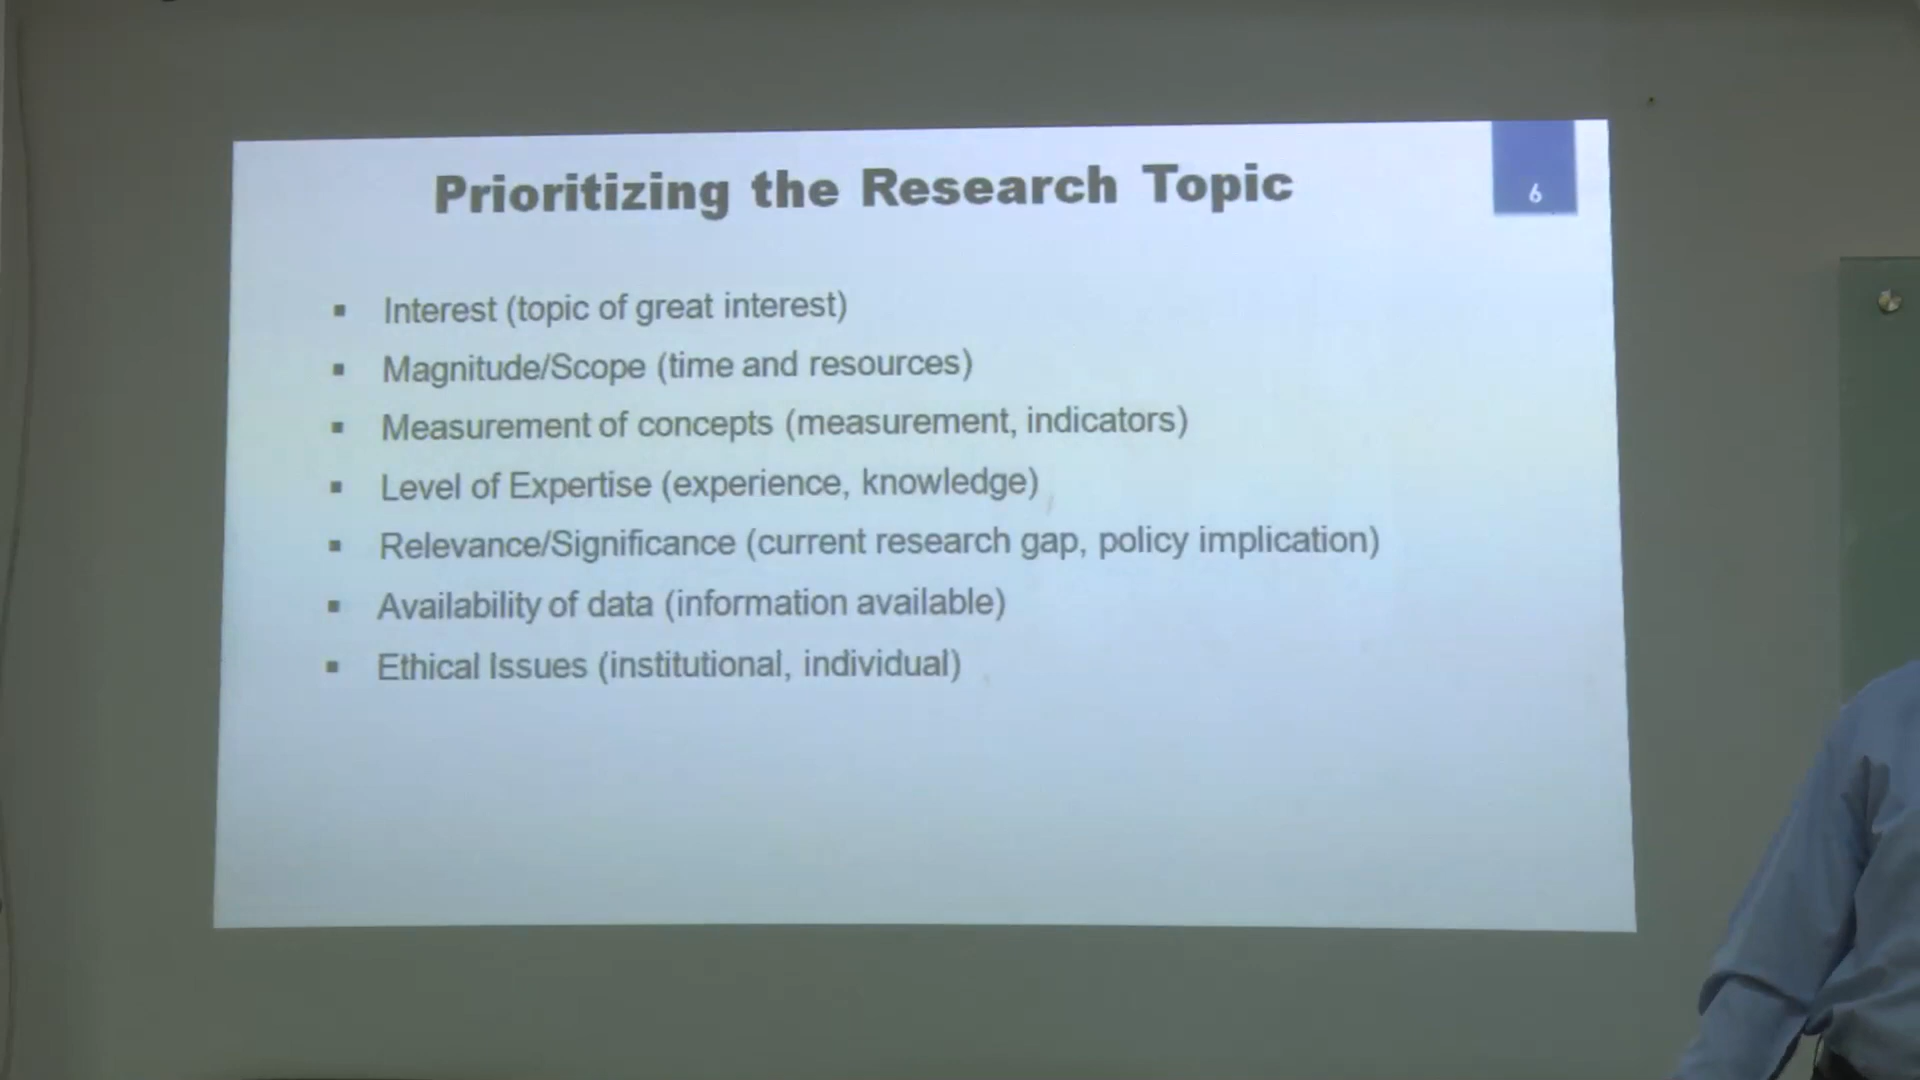 Prioritizing the Research Topic
6
▪ Interest (topic of great interest)
▪ Magnitude/Scope (time and resources)
▪ Measurement of concepts (measurement, indicators)
▪ Level of Expertise (experience, knowledge)
▪ Relevance/Significance (current research gap, policy implication)
▪ Availability of data (information available)
▪ Ethical Issues (institutional, individual)